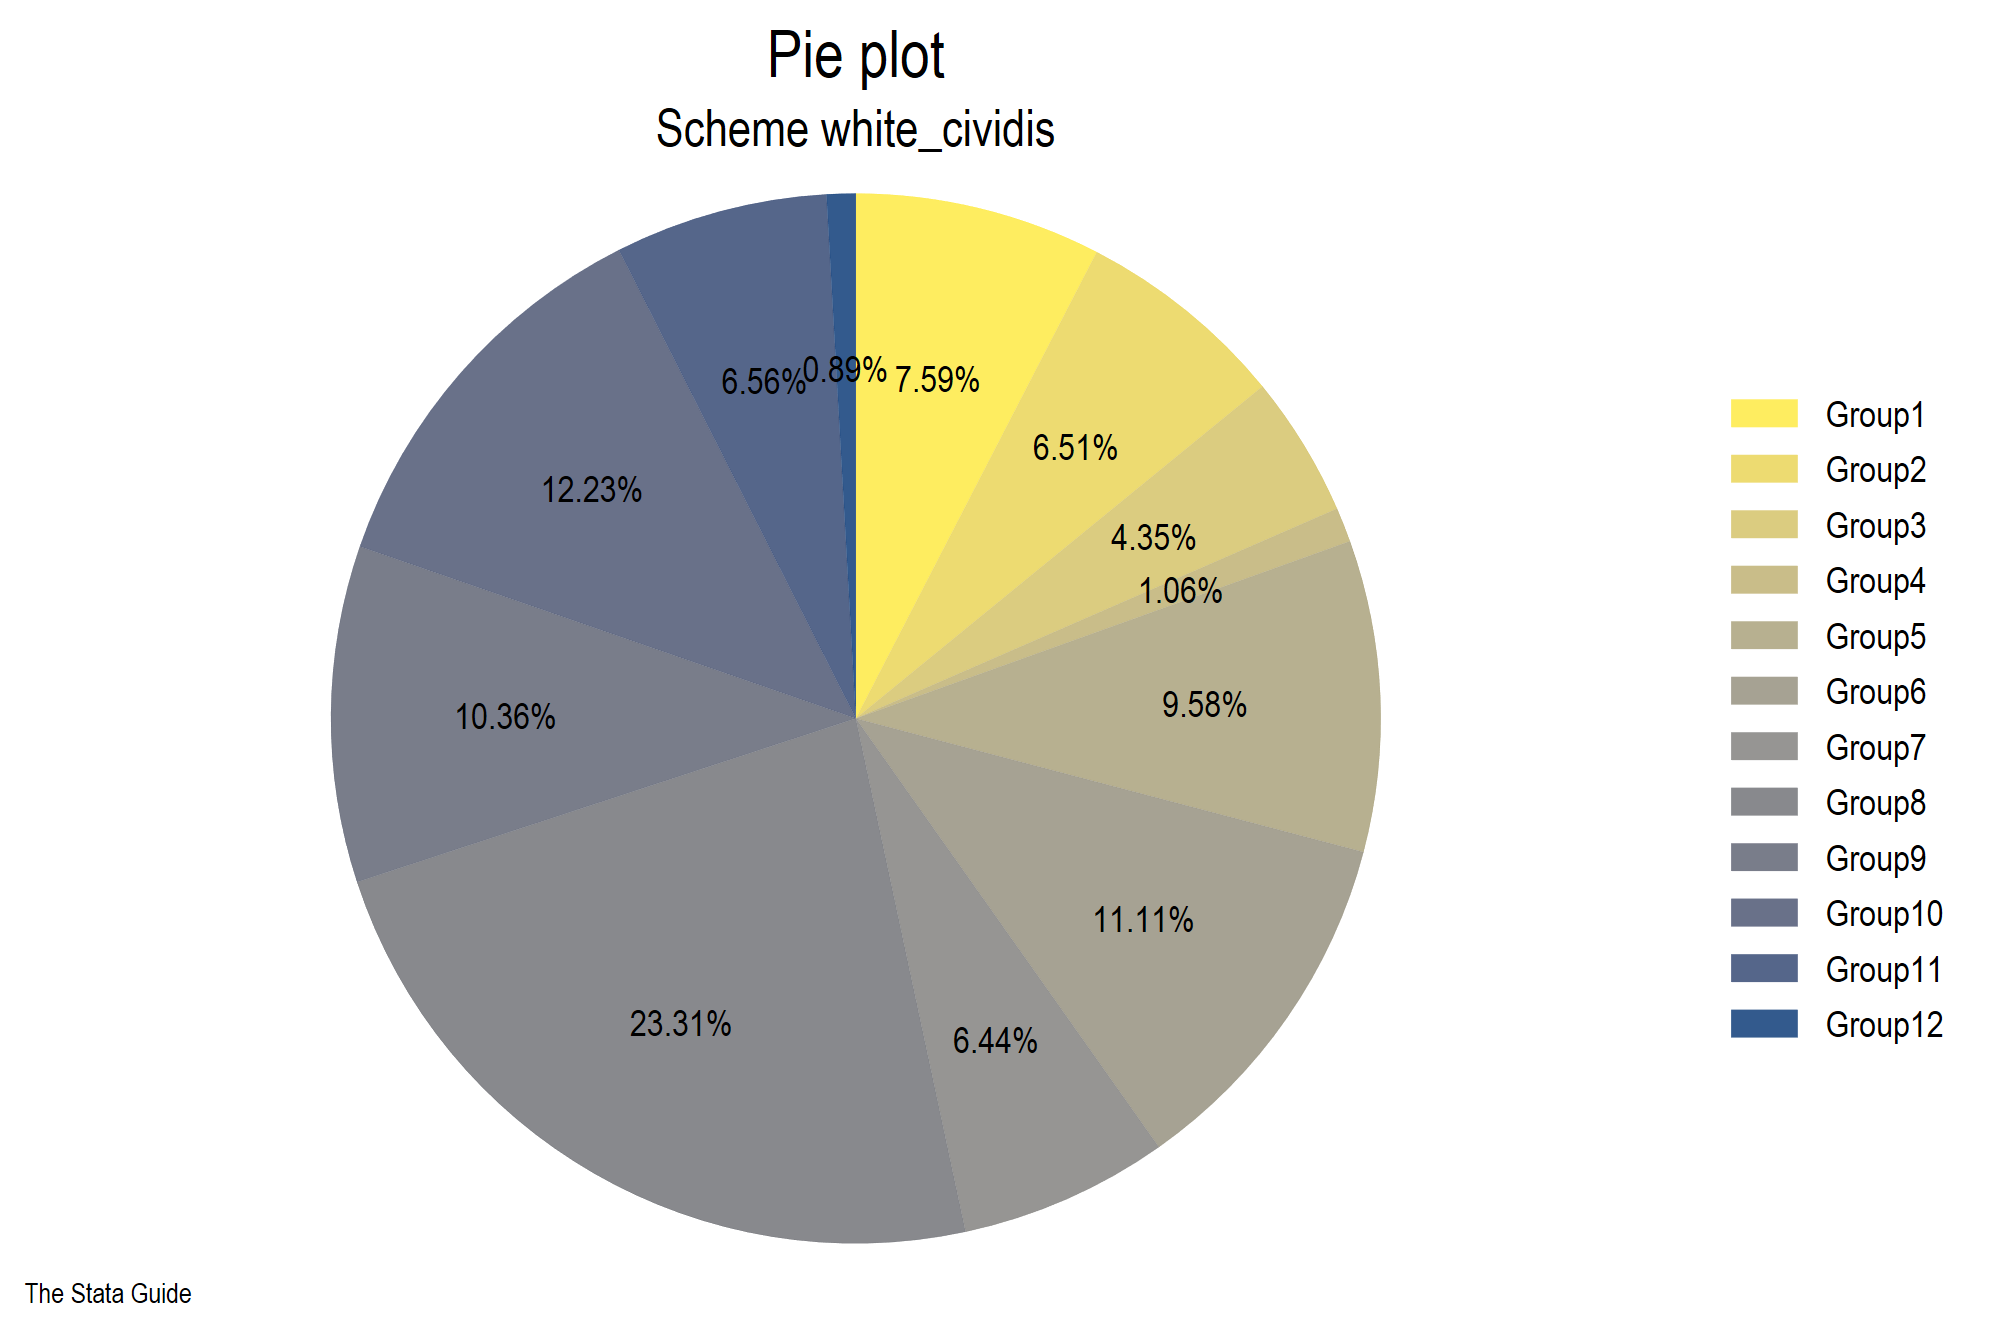 Pie plot
Scheme white_cividis
6.56%
0.89%
7.59%
6.51%
12.23%
4.35%
1.06%
10.36%
9.58%
11.11%
23.31%
6.44%
Group1
Group2
Group3
Group4
Group5
Group6
Group7
Group8
Group9
Group10
Group11
Group12
The Stata Guide